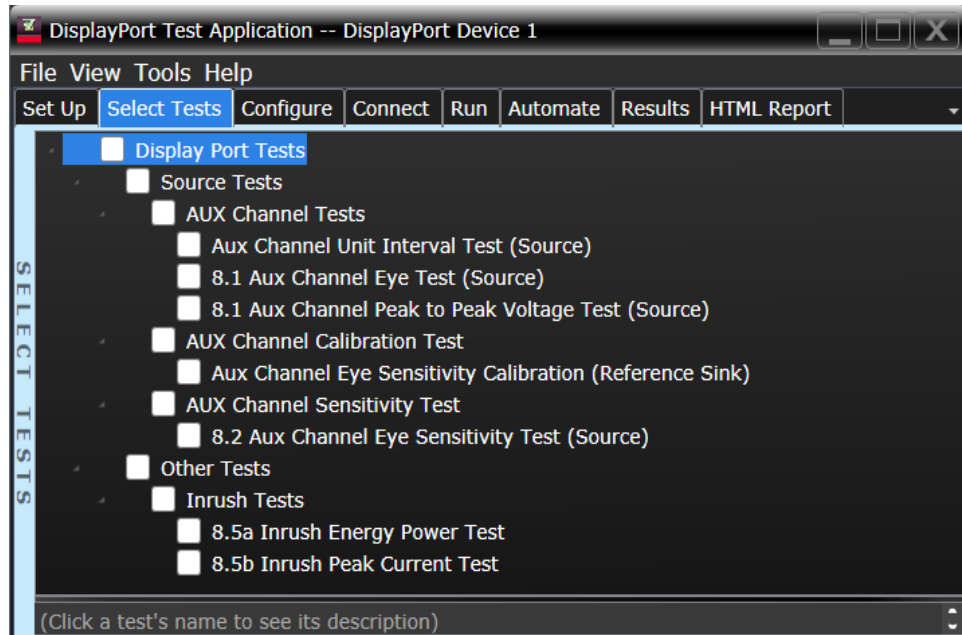 DisplayPort Test Application -- DisplayPort Device 1
File View Tools Help
Set Up Select Tests Configure Connect Run Automate Results HTML Report
SELECT TESTS
Display Port Tests
Source Tests
AUX Channel Tests
Aux Channel Unit Interval Test (Source)
8.1 Aux Channel Eye Test (Source)
8.1 Aux Channel Peak to Peak Voltage Test (Source)
AUX Channel Calibration Test
Aux Channel Eye Sensitivity Calibration (Reference Sink)
AUX Channel Sensitivity Test
8.2 Aux Channel Eye Sensitivity Test (Source)
Other Tests
Inrush Tests
8.5a Inrush Energy Power Test
8.5b Inrush Peak Current Test
(Click a test's name to see its description)